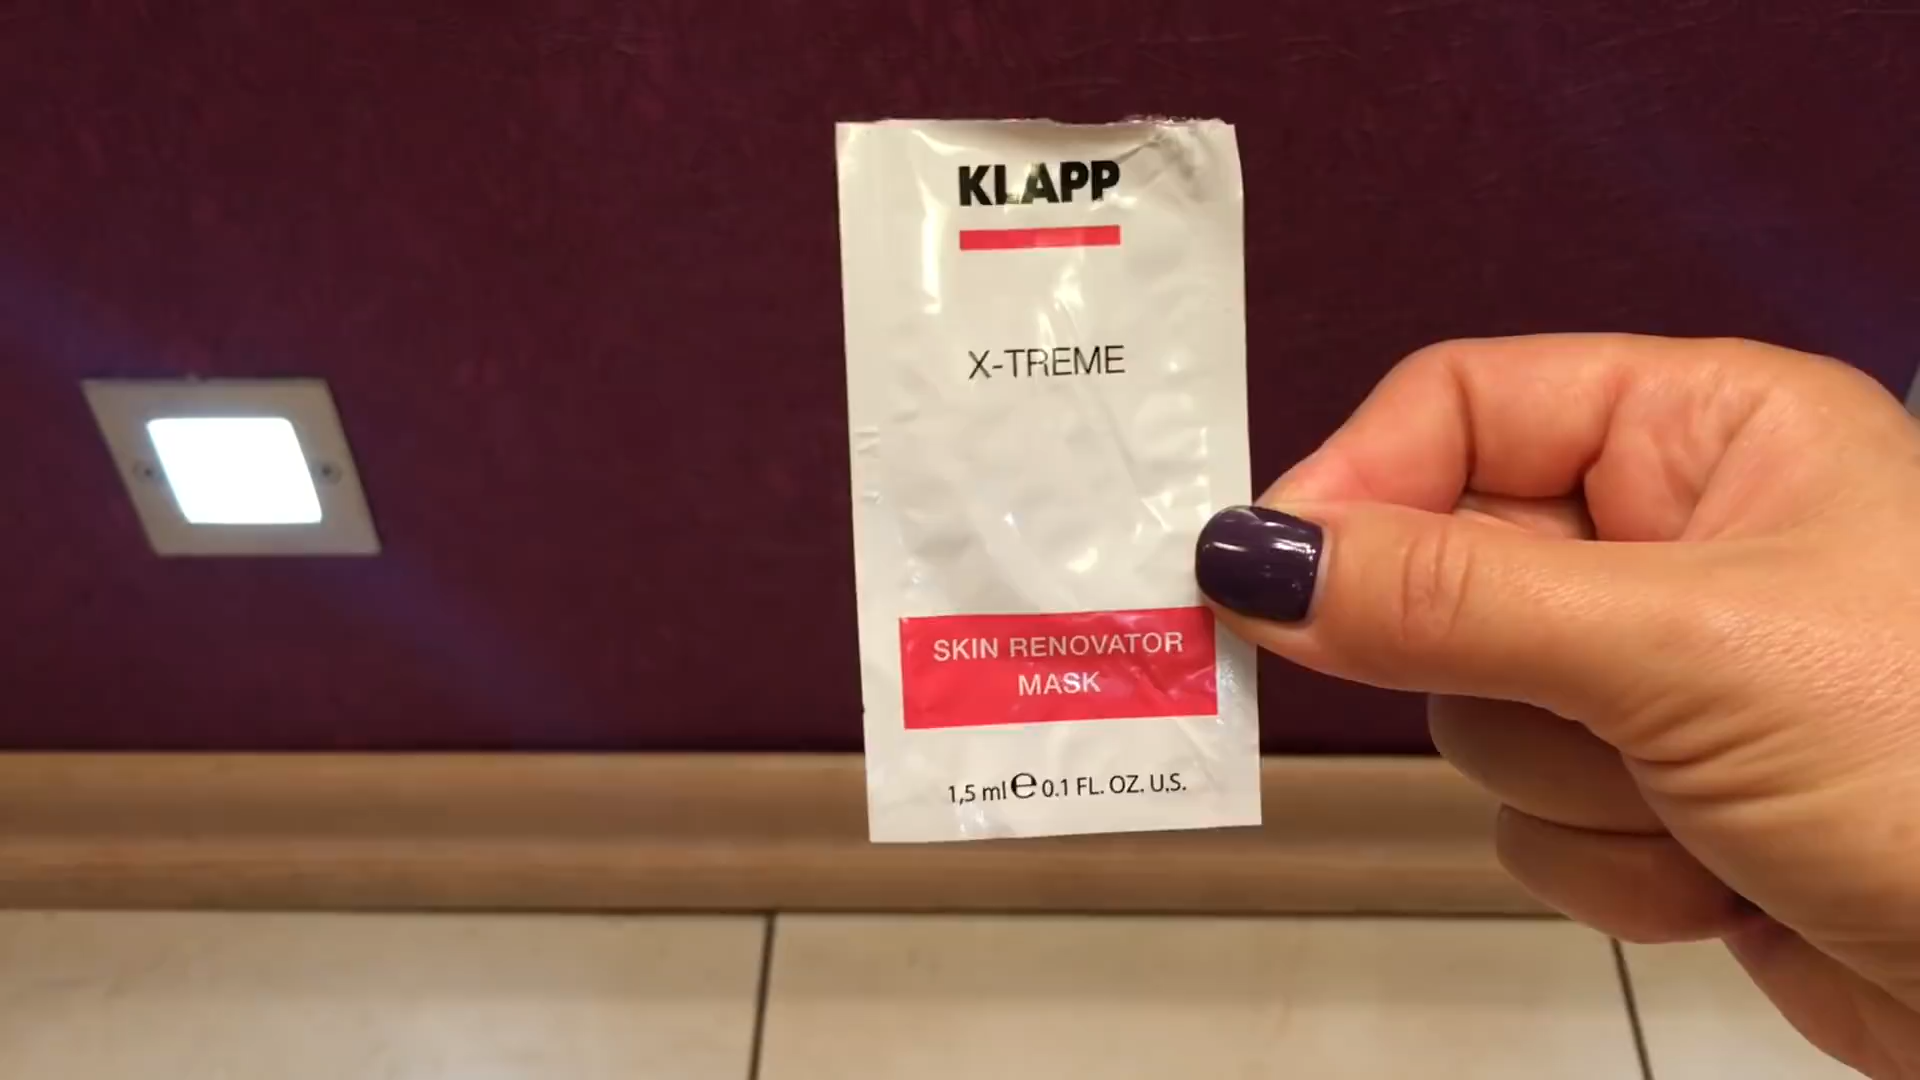 KLAPP
X-TREME
SKIN RENOVATOR
MASK
1,5 ml ℮ 0.1 FL. OZ. U.S.